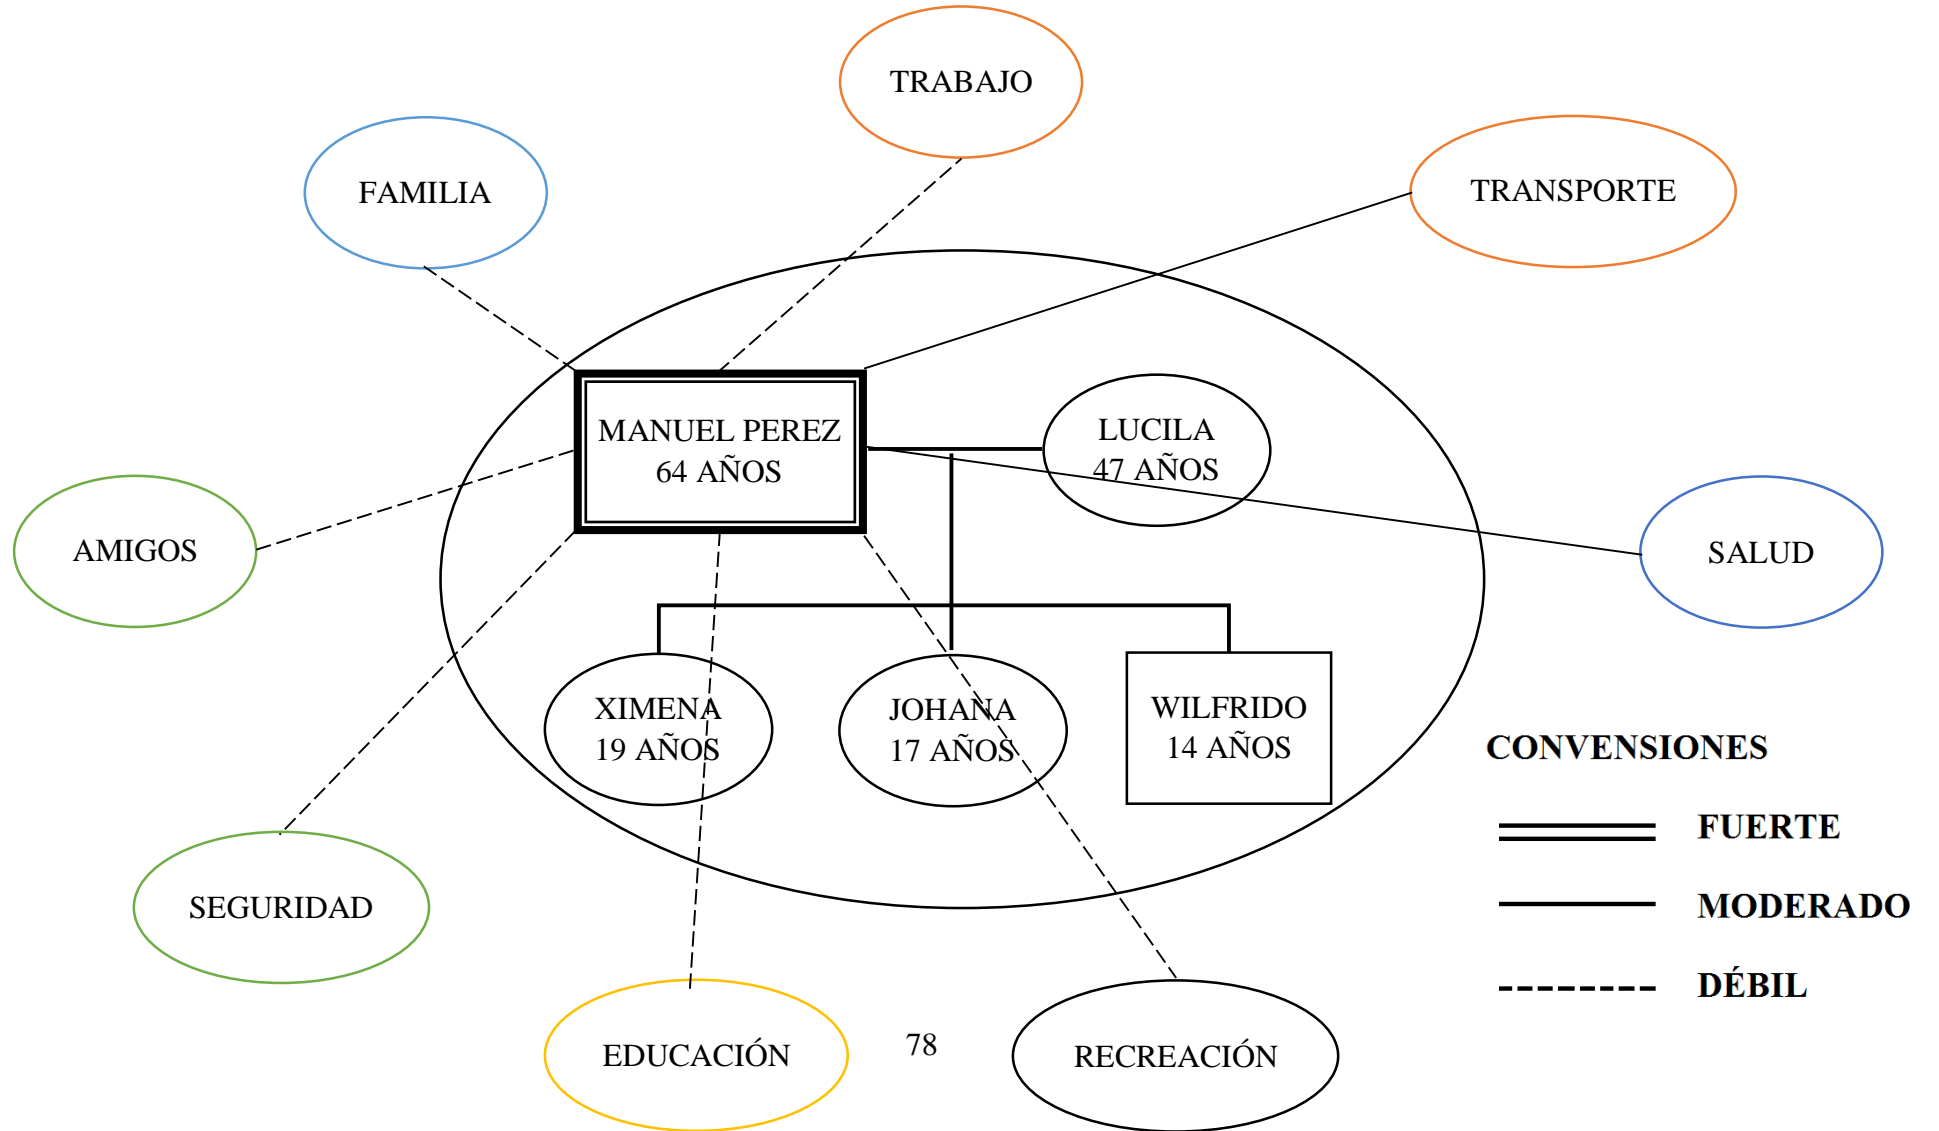 TRABAJO
FAMILIA
TRANSPORTE
MANUEL PEREZ
64 AÑOS
LUCILA
47 AÑOS
AMIGOS
SALUD
XIMENA
19 AÑOS
JOHANA
17 AÑOS
WILFRIDO
14 AÑOS
CONVENSIONES
FUERTE
MODERADO
DÉBIL
SEGURIDAD
EDUCACIÓN
78
RECREACIÓN